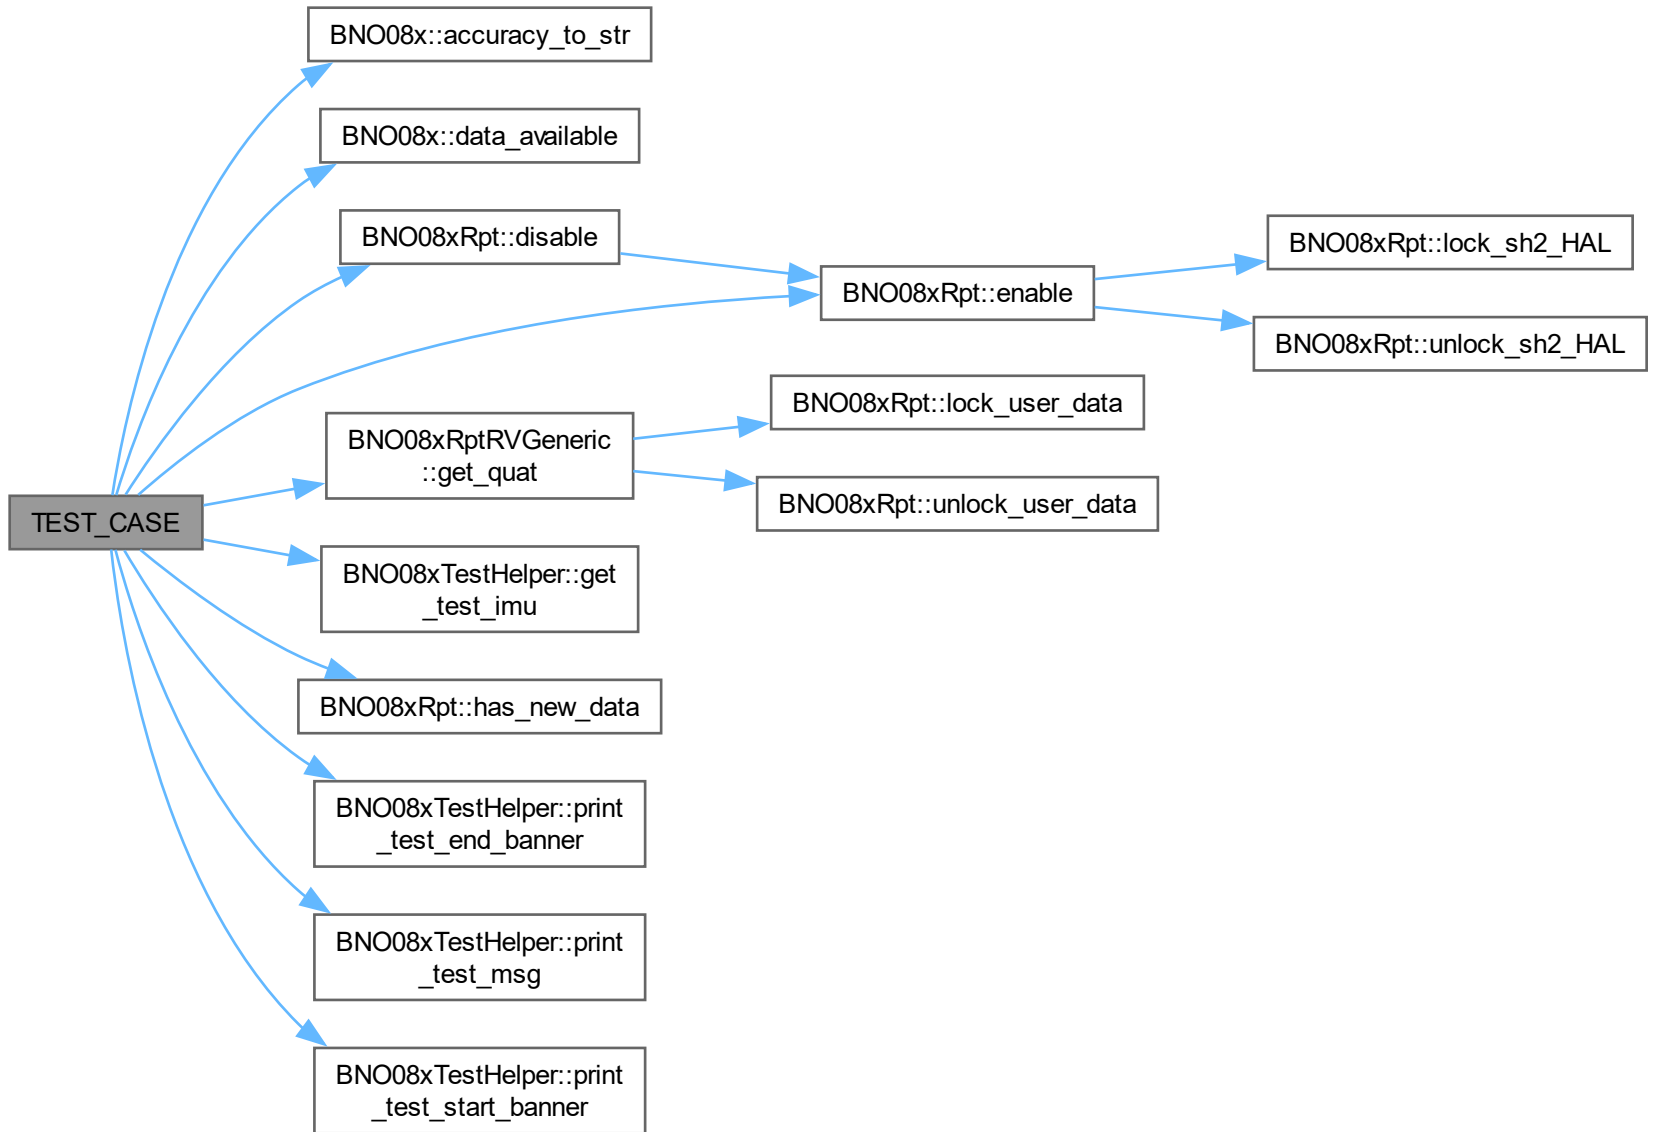 BNO08x::accuracy_to_str
BNO08x::data_available
BNO08xRpt::disable
BNO08xRpt::lock_sh2_HAL
BNO08xRpt::enable
BNO08xRpt::unlock_sh2_HAL
BNO08xRpt::lock_user_data
BNO08xRptRVGeneric
::get_quat
BNO08xRpt::unlock_user_data
TEST_CASE
BNO08xTestHelper::get
_test_imu
BNO08xRpt::has_new_data
BNO08xTestHelper::print
_test_end_banner
BNO08xTestHelper::print
_test_msg
BNO08xTestHelper::print
_test_start_banner